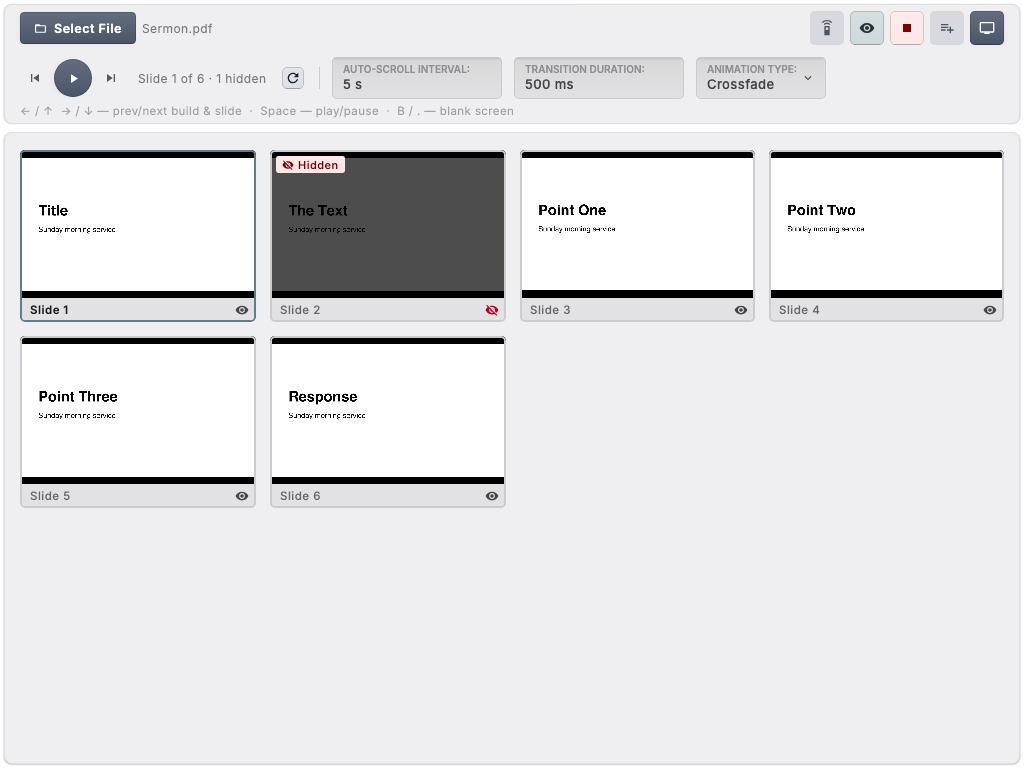 Select File
Sermon.pdf
Slide 1 of 6 · 1 hidden
AUTO-SCROLL INTERVAL:
5 s
TRANSITION DURATION:
500 ms
ANIMATION TYPE:
Crossfade
← / ↑ → / ↓ — prev/next build & slide · Space — play/pause · B / . — blank screen
Title
Sunday morning service
Slide 1
Hidden
The Text
Sunday morning service
Slide 2
Point One
Sunday morning service
Slide 3
Point Two
Sunday morning service
Slide 4
Point Three
Sunday morning service
Slide 5
Response
Sunday morning service
Slide 6